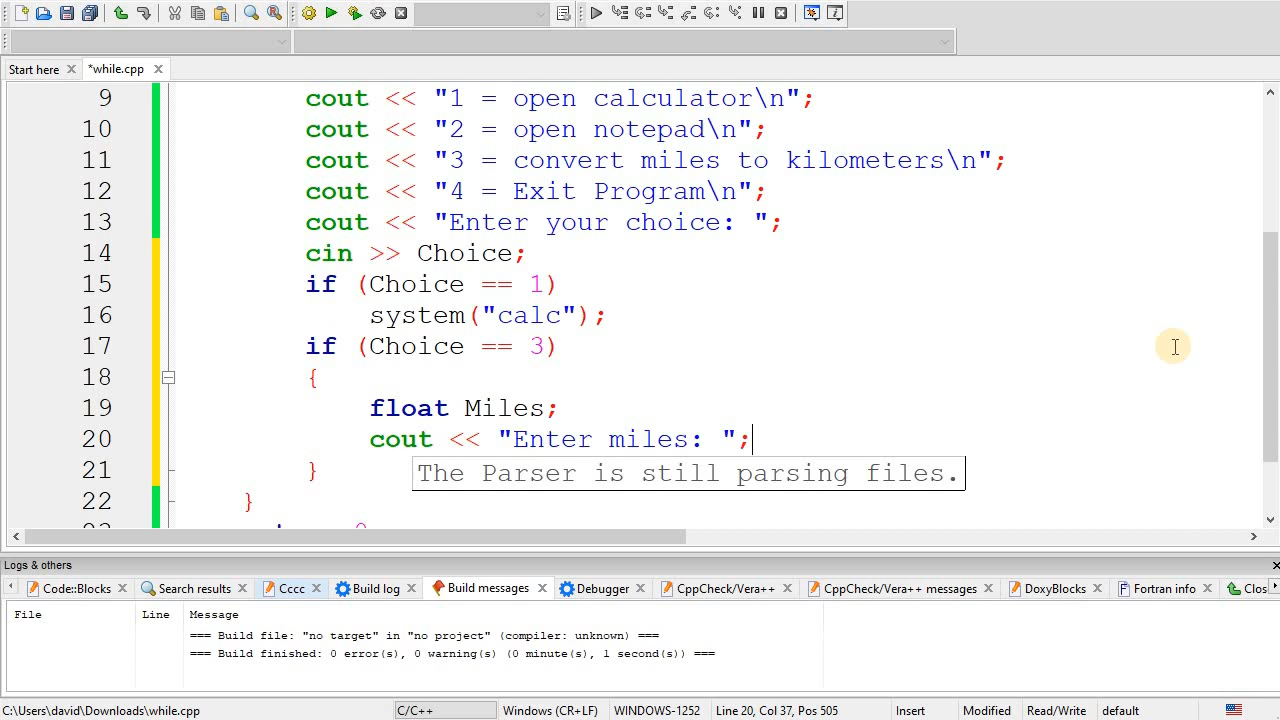 Start here
*while.cpp
9 cout << "1 = open calculator\n";
10 cout << "2 = open notepad\n";
11 cout << "3 = convert miles to kilometers\n";
12 cout << "4 = Exit Program\n";
13 cout << "Enter your choice: ";
14 cin >> Choice;
15 if (Choice == 1)
16 system("calc");
17 if (Choice == 3)
18 {
19 float Miles;
20 cout << "Enter miles: ";
21 }
The Parser is still parsing files.
22 }
Logs & others
Code::Blocks Search results Cccc Build log Build messages Debugger CppCheck/Vera++ CppCheck/Vera++ messages DoxyBlocks Fortran info Clos
File Line Message
=== Build file: "no target" in "no project" (compiler: unknown) ===
=== Build finished: 0 error(s), 0 warning(s) (0 minute(s), 1 second(s)) ===
C:\Users\david\Downloads\while.cpp C/C++ Windows (CR+LF) WINDOWS-1252 Line 20, Col 37, Pos 505 Insert Modified Read/Write default